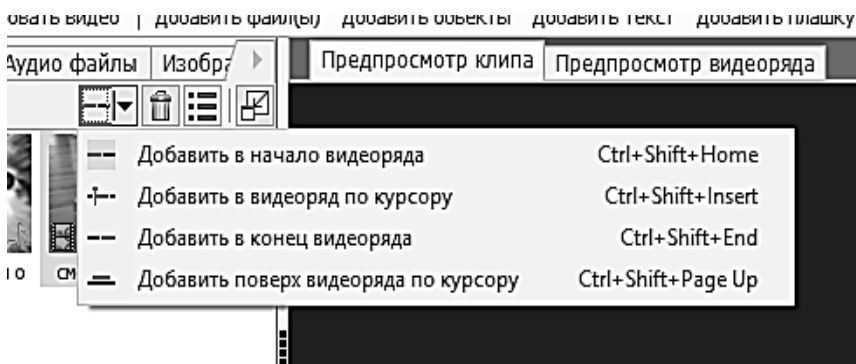 овать видео | Добавить файл(ы) Добавить объекты Добавить текст Добавить плашку
Аудио файлы Изобра
Предпросмотр клипа Предпросмотр видеоряда
Добавить в начало видеоряда Ctrl+Shift+Home
Добавить в видеоряд по курсору Ctrl+Shift+Insert
Добавить в конец видеоряда Ctrl+Shift+End
Добавить поверх видеоряда по курсору Ctrl+Shift+Page Up